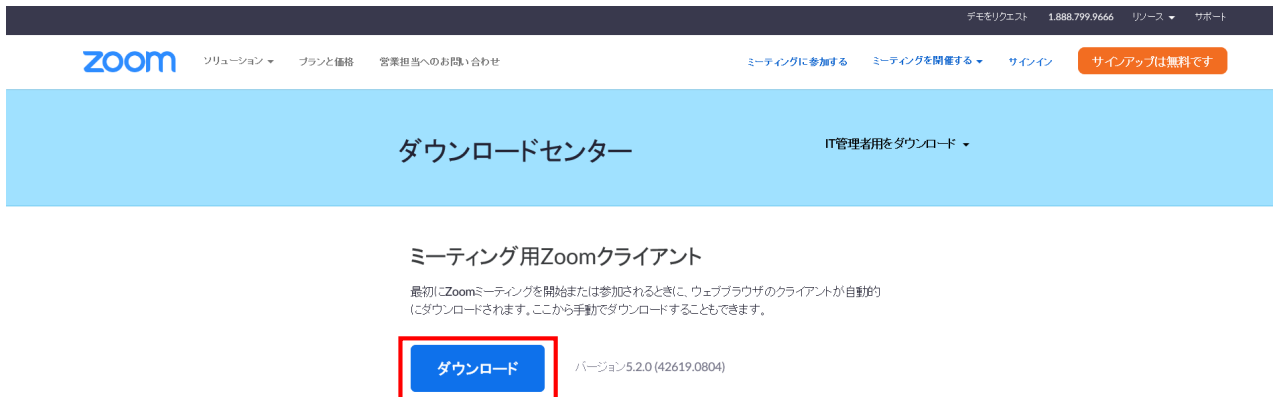 デモをリクエスト 1.888.799.9666 リソース サポート
zoom ソリューション プランと価格 営業担当へのお問い合わせ ミーティングに参加する ミーティングを開催する サインイン サインアップは無料です
ダウンロードセンター IT管理者用をダウンロード
ミーティング用Zoomクライアント
最初にZoomミーティングを開始または参加されるときに、ウェブブラウザのクライアントが自動的
にダウンロードされます。ここから手動でダウンロードすることもできます。
ダウンロード バージョン5.2.0 (42619.0804)